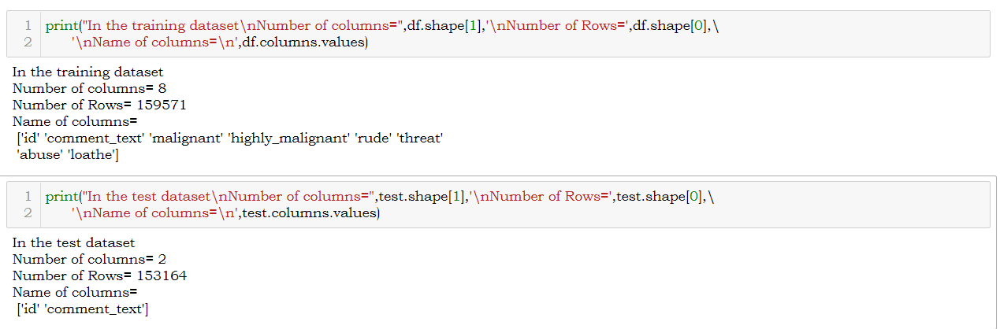 1 print("In the training dataset\nNumber of columns=",df.shape[1],'\nNumber of Rows=',df.shape[0],\
2 '\nName of columns=\n',df.columns.values)
In the training dataset
Number of columns= 8
Number of Rows= 159571
Name of columns=
['id' 'comment_text' 'malignant' 'highly_malignant' 'rude' 'threat'
'abuse' 'loathe']
1 print("In the test dataset\nNumber of columns=",test.shape[1],'\nNumber of Rows=',test.shape[0],\
2 '\nName of columns=\n',test.columns.values)
In the test dataset
Number of columns= 2
Number of Rows= 153164
Name of columns=
['id' 'comment_text']